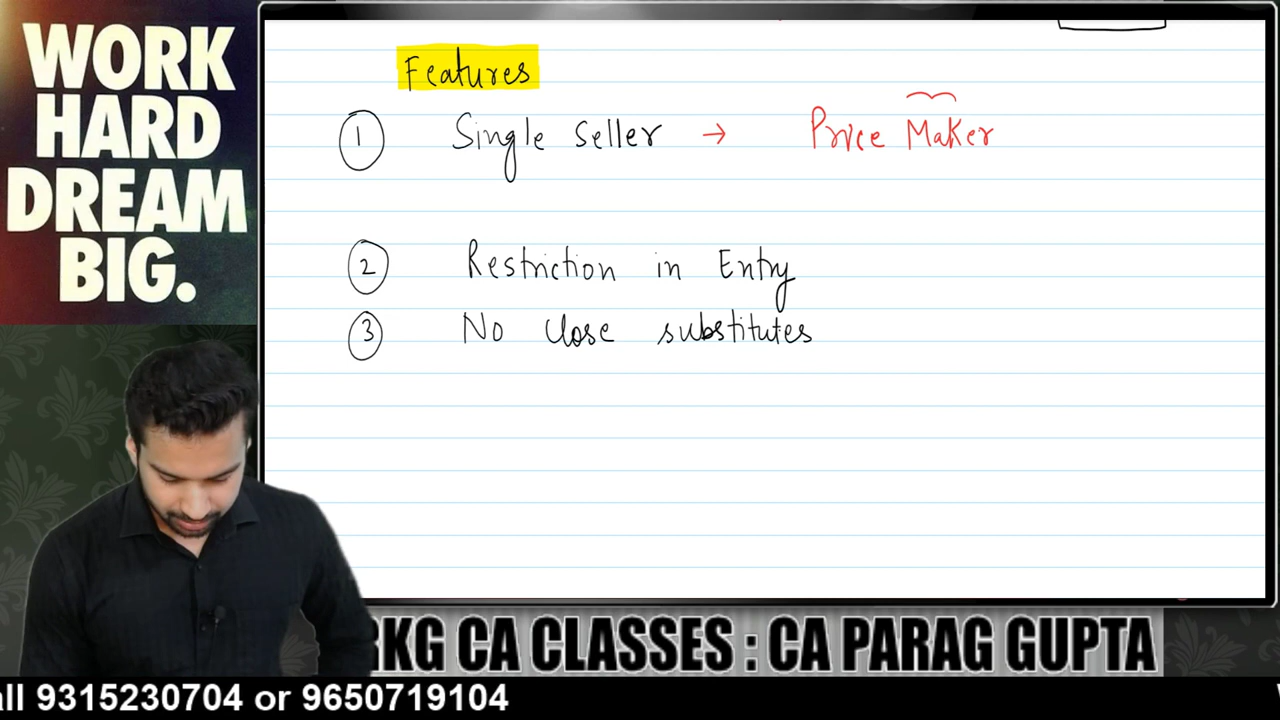 WORK
HARD
DREAM
BIG.
Features
1 Single Seller → Price Maker
2 Restriction in Entry
3 No close substitutes
RKG CA CLASSES : CA PARAG GUPTA
all 9315230704 or 9650719104